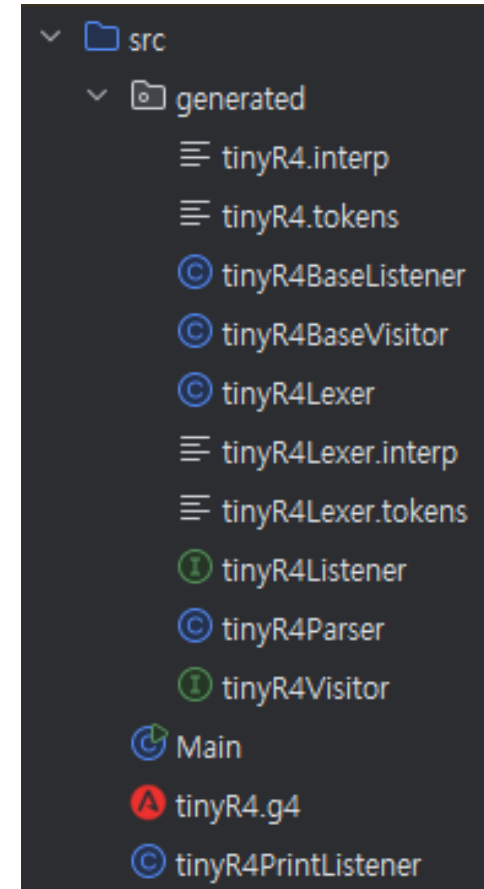 src
generated
tinyR4.interp
tinyR4.tokens
tinyR4BaseListener
tinyR4BaseVisitor
tinyR4Lexer
tinyR4Lexer.interp
tinyR4Lexer.tokens
tinyR4Listener
tinyR4Parser
tinyR4Visitor
Main
tinyR4.g4
tinyR4PrintListener